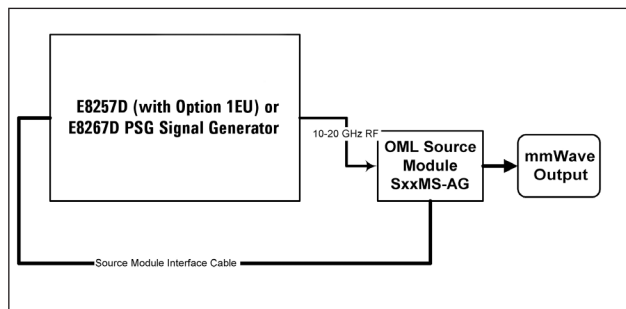 E8257D (with Option 1EU) or
E8267D PSG Signal Generator
10-20 GHz RF
OML Source
Module
SxxMS-AG
mmWave
Output
Source Module Interface Cable